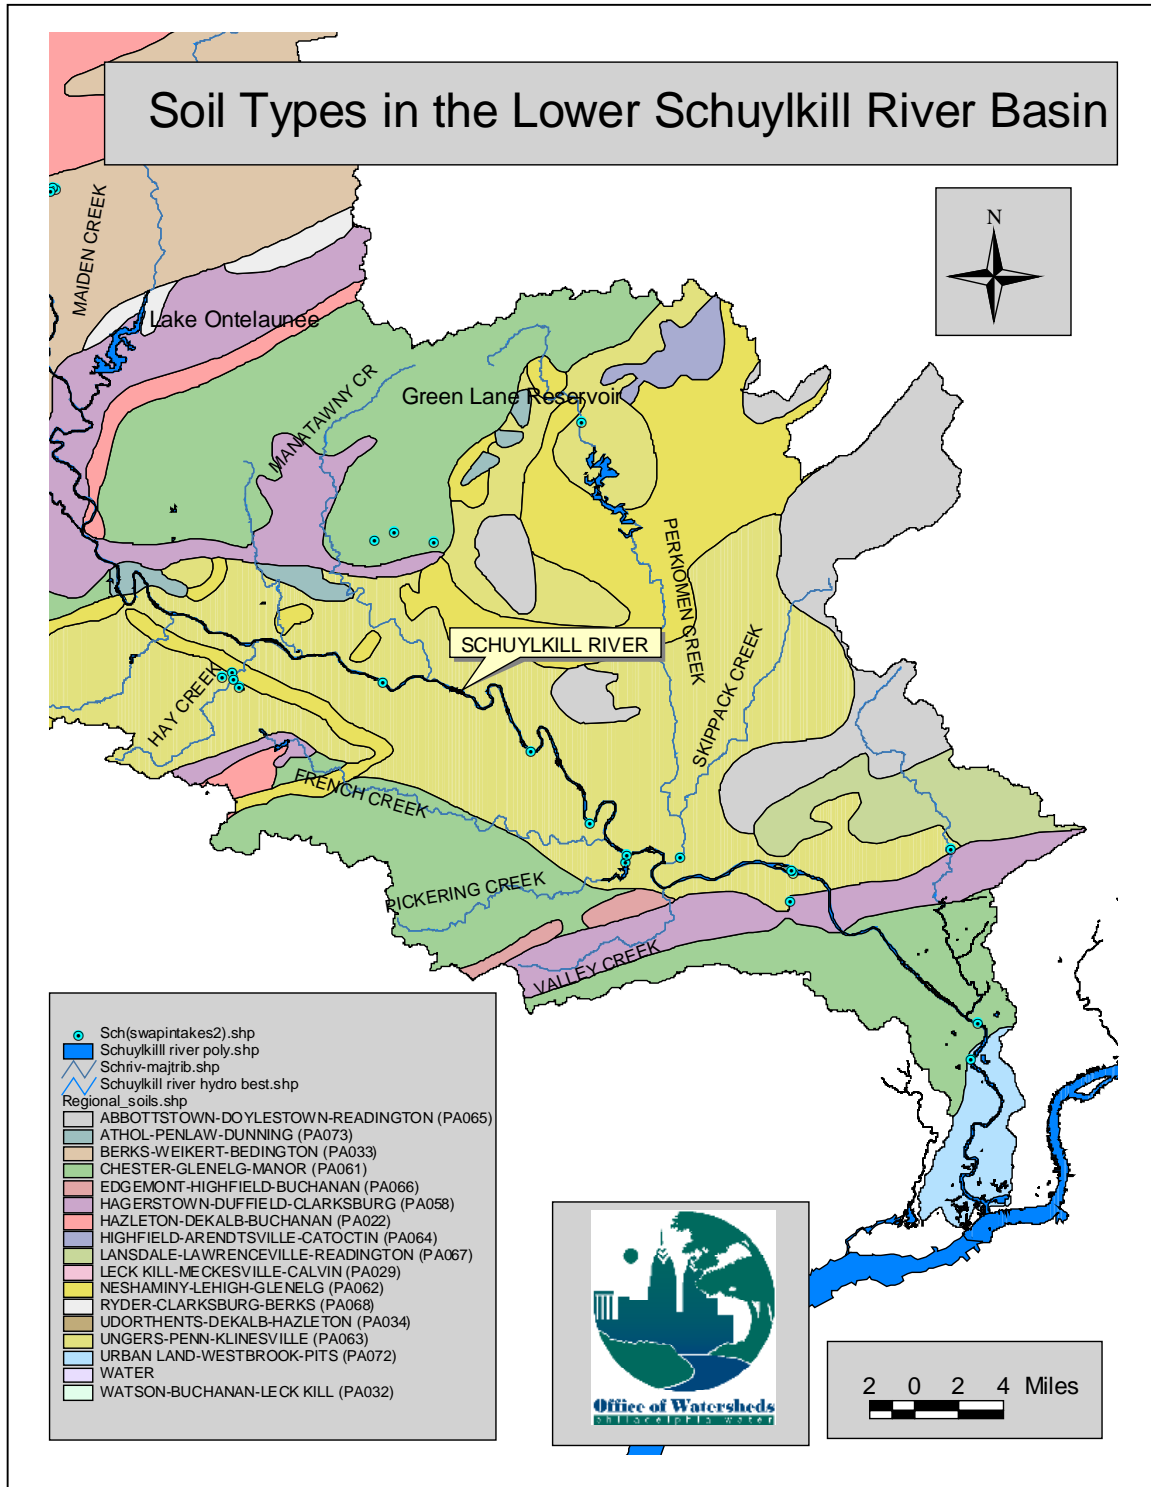 Soil Types in the Lower Schuylkill River Basin
N
MAIDEN CREEK
Lake Ontelaunee
MANATAWNY CR
Green Lane Reservoir
PERKIOMEN CREEK
SKIPPACK CREEK
SCHUYLKILL RIVER
HAY CREEK
FRENCH CREEK
PICKERING CREEK
VALLEY CREEK
Sch(swapintakes2).shp
Schuylkilll river poly.shp
Schriv-majtrib.shp
Schuylkill river hydro best.shp
Regional_soils.shp
ABBOTTSTOWN-DOYLESTOWN-READINGTON (PA065)
ATHOL-PENLAW-DUNNING (PA073)
BERKS-WEIKERT-BEDINGTON (PA033)
CHESTER-GLENELG-MANOR (PA061)
EDGEMONT-HIGHFIELD-BUCHANAN (PA066)
HAGERSTOWN-DUFFIELD-CLARKSBURG (PA058)
HAZLETON-DEKALB-BUCHANAN (PA022)
HIGHFIELD-ARENDTSVILLE-CATOCTIN (PA064)
LANSDALE-LAWRENCEVILLE-READINGTON (PA067)
LECK KILL-MECKESVILLE-CALVIN (PA029)
NESHAMINY-LEHIGH-GLENELG (PA062)
RYDER-CLARKSBURG-BERKS (PA068)
UDORTHENTS-DEKALB-HAZLETON (PA034)
UNGERS-PENN-KLINESVILLE (PA063)
URBAN LAND-WESTBROOK-PITS (PA072)
WATER
WATSON-BUCHANAN-LECK KILL (PA032)
Office of Watersheds
philadelphia water
2 0 2 4 Miles